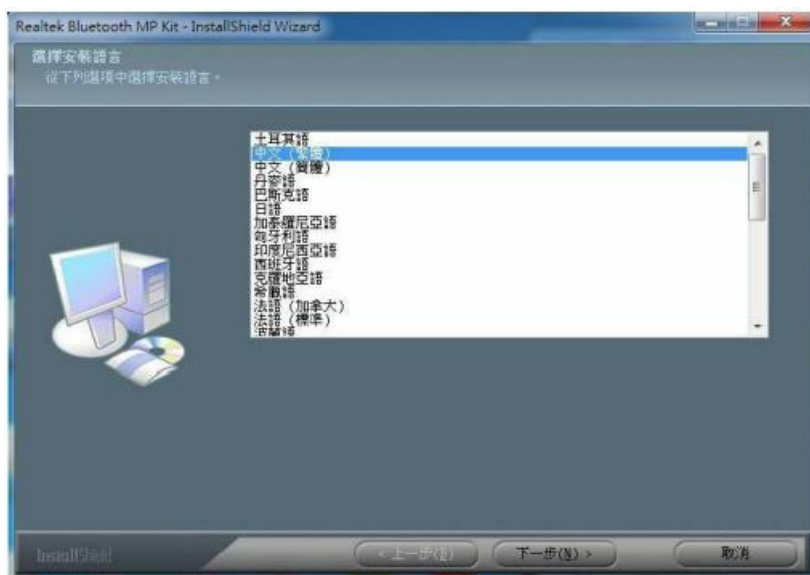 Realtek Bluetooth MP Kit - InstallShield Wizard
選擇安裝語言
從下列選項中選擇安裝語言。
土耳其語
中文 (繁體)
中文 (簡體)
丹麥語
巴斯克語
日語
加泰羅尼亞語
匈牙利語
印度尼西亞語
西班牙語
克羅地亞語
希臘語
法語 (加拿大)
法語 (標準)
波蘭語
InstallShield
< 上一步(B)
下一步(N) >
取消